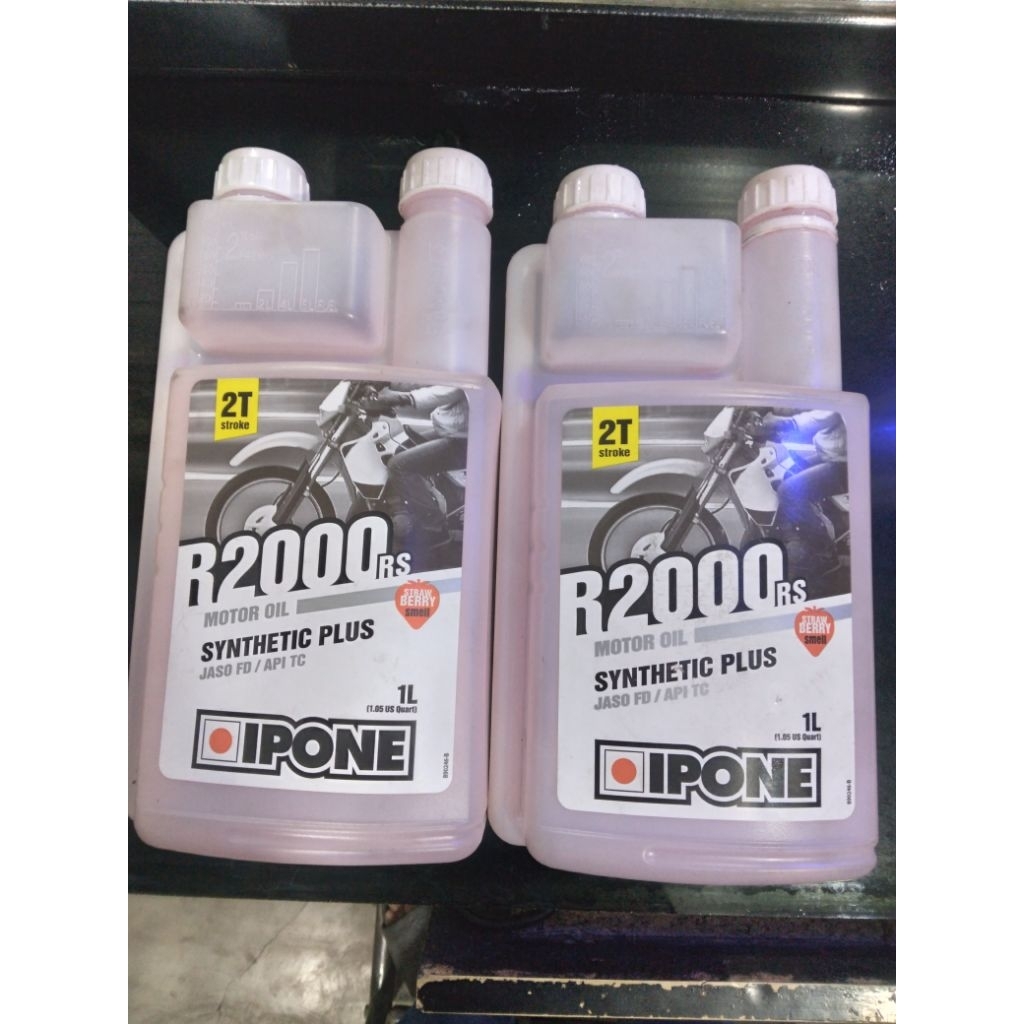 2T
stroke
R2000RS
STRAW
BERRY
smell
MOTOR OIL
SYNTHETIC PLUS
JASO FD / API TC
1L
(1.05 US Quart)
IPONE
2T
stroke
R2000RS
STRAW
BERRY
smell
MOTOR OIL
SYNTHETIC PLUS
JASO FD / API TC
1L
(1.05 US Quart)
IPONE